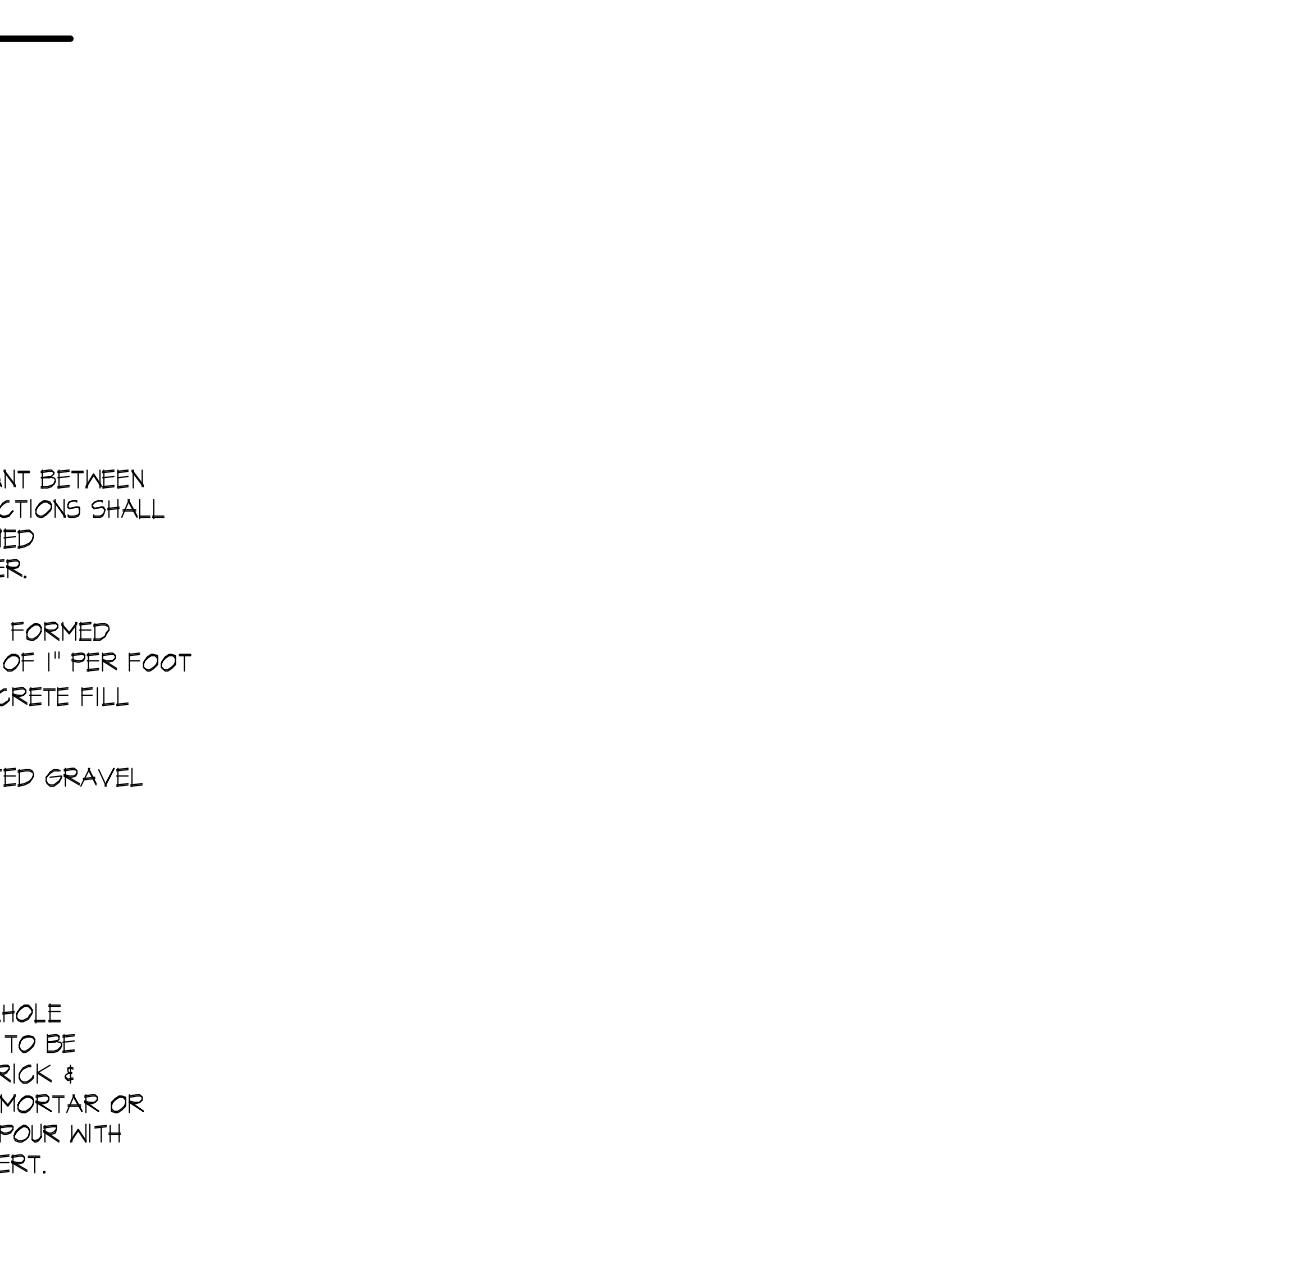 NT BETWEEN
CTIONS SHALL
ED
ER.
FORMED
OF 1" PER FOOT
CRETE FILL
ED GRAVEL
HOLE
TO BE
RICK &
MORTAR OR
POUR WITH
ERT.